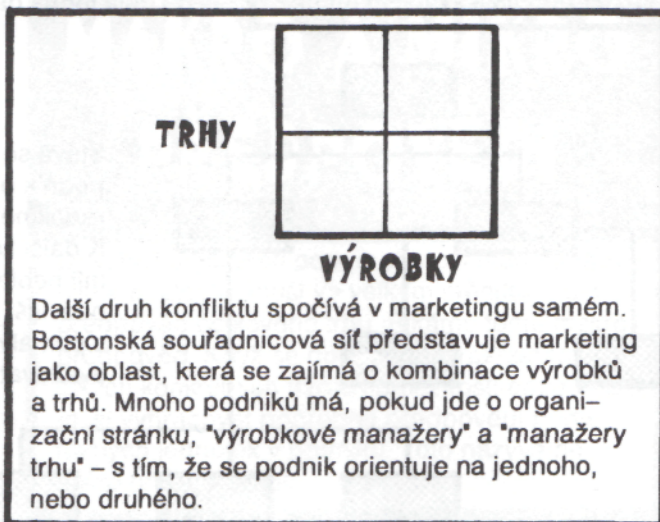 TRHY
VÝROBKY
Další druh konfliktu spočívá v marketingu samém.
Bostonská souřadnicová síť představuje marketing
jako oblast, která se zajímá o kombinace výrobků
a trhů. Mnoho podniků má, pokud jde o organi–
zační stránku, "výrobkové manažery" a "manažery
trhu" – s tím, že se podnik orientuje na jednoho,
nebo druhého.